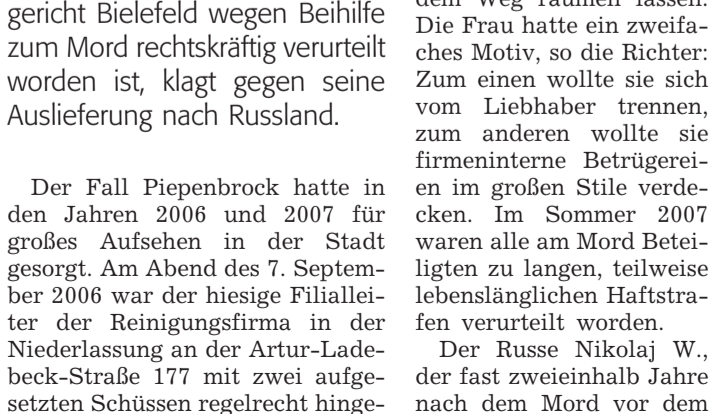 gericht Bielefeld wegen Beihilfe
zum Mord rechtskräftig verurteilt
worden ist, klagt gegen seine
Auslieferung nach Russland.
Der Fall Piepenbrock hatte in
den Jahren 2006 und 2007 für
großes Aufsehen in der Stadt
gesorgt. Am Abend des 7. Septem-
ber 2006 war der hiesige Filiallei-
ter der Reinigungsfirma in der
Niederlassung an der Artur-Lade-
beck-Straße 177 mit zwei aufge-
setzten Schüssen regelrecht hinge-
dem Weg räumen lassen.
Die Frau hatte ein zweifa-
ches Motiv, so die Richter:
Zum einen wollte sie sich
vom Liebhaber trennen,
zum anderen wollte sie
firmeninterne Betrügerei-
en im großen Stile verde-
cken. Im Sommer 2007
waren alle am Mord Betei-
ligten zu langen, teilweise
lebenslänglichen Haftstra-
fen verurteilt worden.
Der Russe Nikolaj W.,
der fast zweieinhalb Jahre
nach dem Mord vor dem